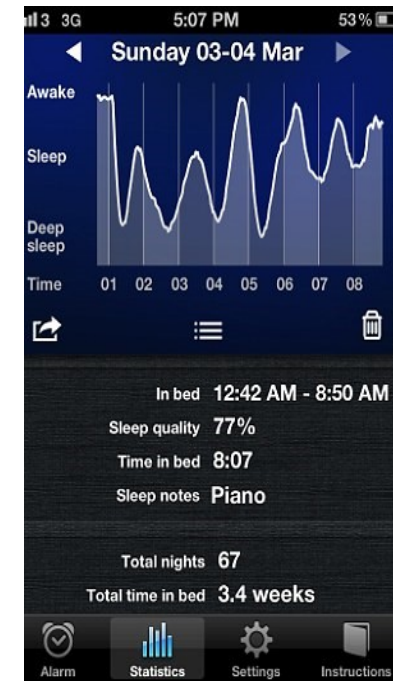 3 3G 5:07 PM 53%
Sunday 03-04 Mar
Awake
Sleep
Deep
sleep
Time 01 02 03 04 05 06 07 08
In bed 12:42 AM - 8:50 AM
Sleep quality 77%
Time in bed 8:07
Sleep notes Piano
Total nights 67
Total time in bed 3.4 weeks
Alarm Statistics Settings Instructions